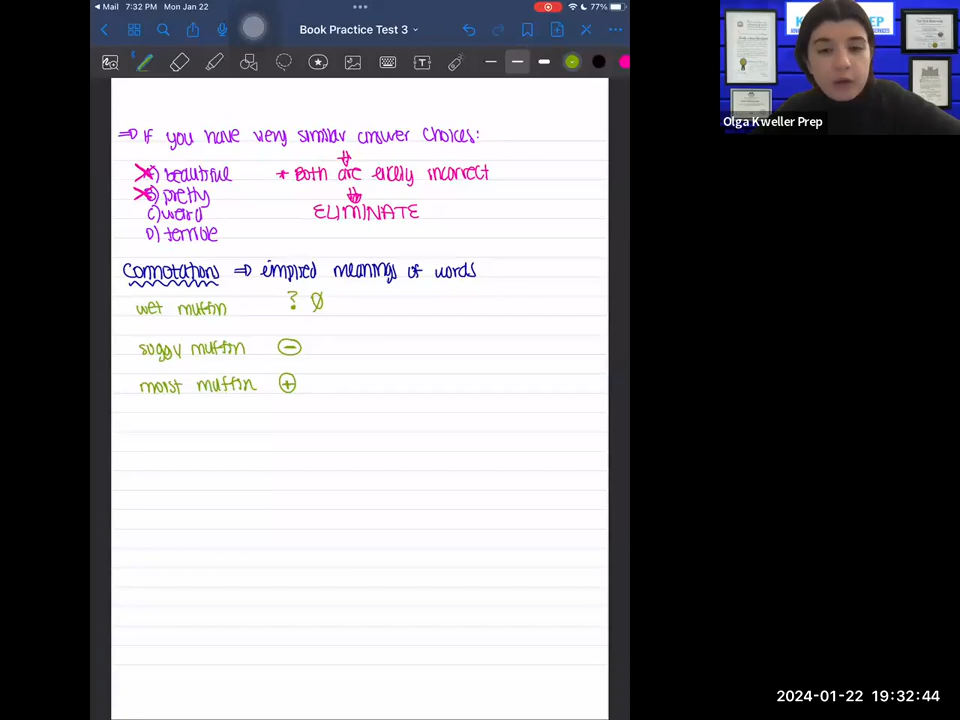 Mail 7:32 PM Mon Jan 22 77%
Book Practice Test 3
⇒ If you have very similar answer choices:
A) beautiful * Both are likely incorrect
B) pretty
C) weird ELIMINATE
D) terrible
Connotations ⇒ implied meanings of words
wet muffin ? Ø
soggy muffin ⊖
moist muffin ⊕
Olga Kweller Prep
2024-01-22 19:32:44